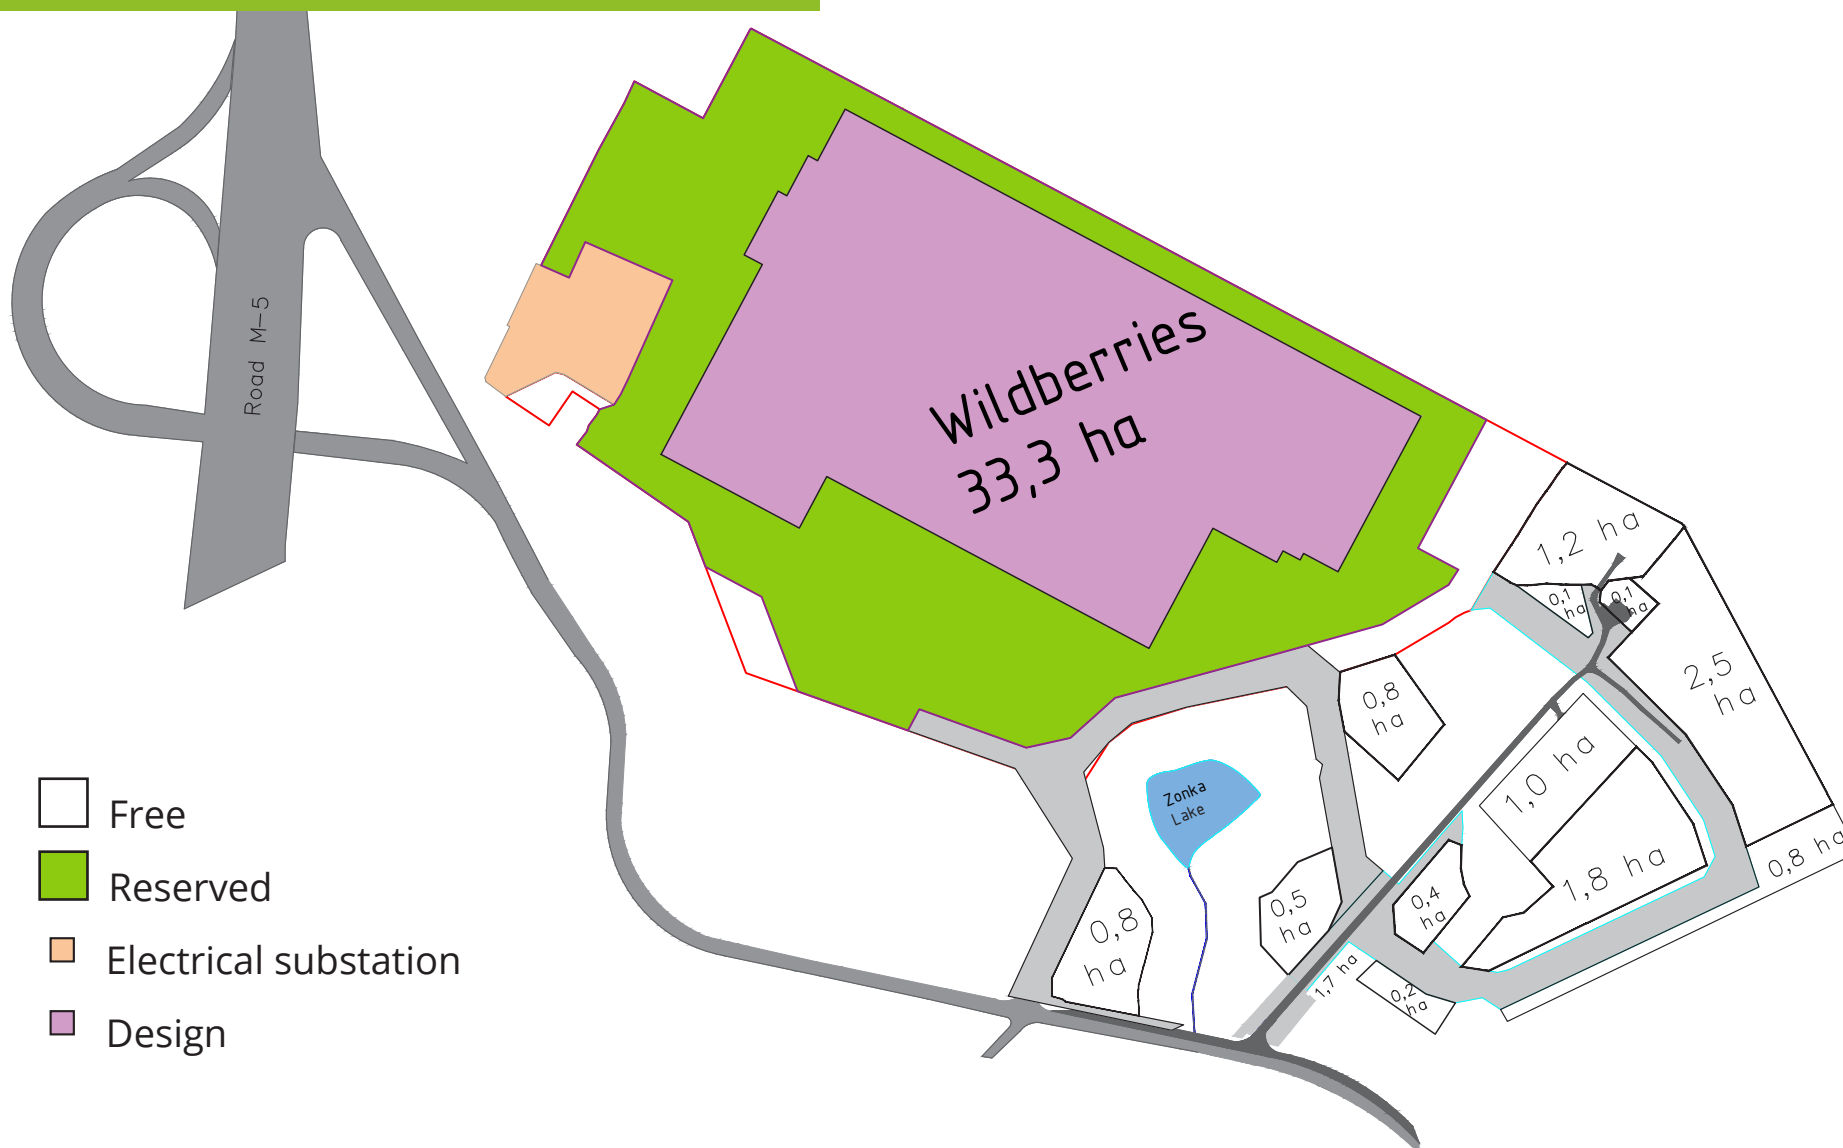 Road M-5
Wildberries
33,3 ha
1,2 ha
0,1
ha
0,1
ha
2,5
ha
0,8
ha
1,0 ha
Zonka
Lake
1,8 ha
0,8 ha
0,4
ha
0,5
ha
0,8
ha
1,7 ha
0,2
ha
Free
Reserved
Electrical substation
Design